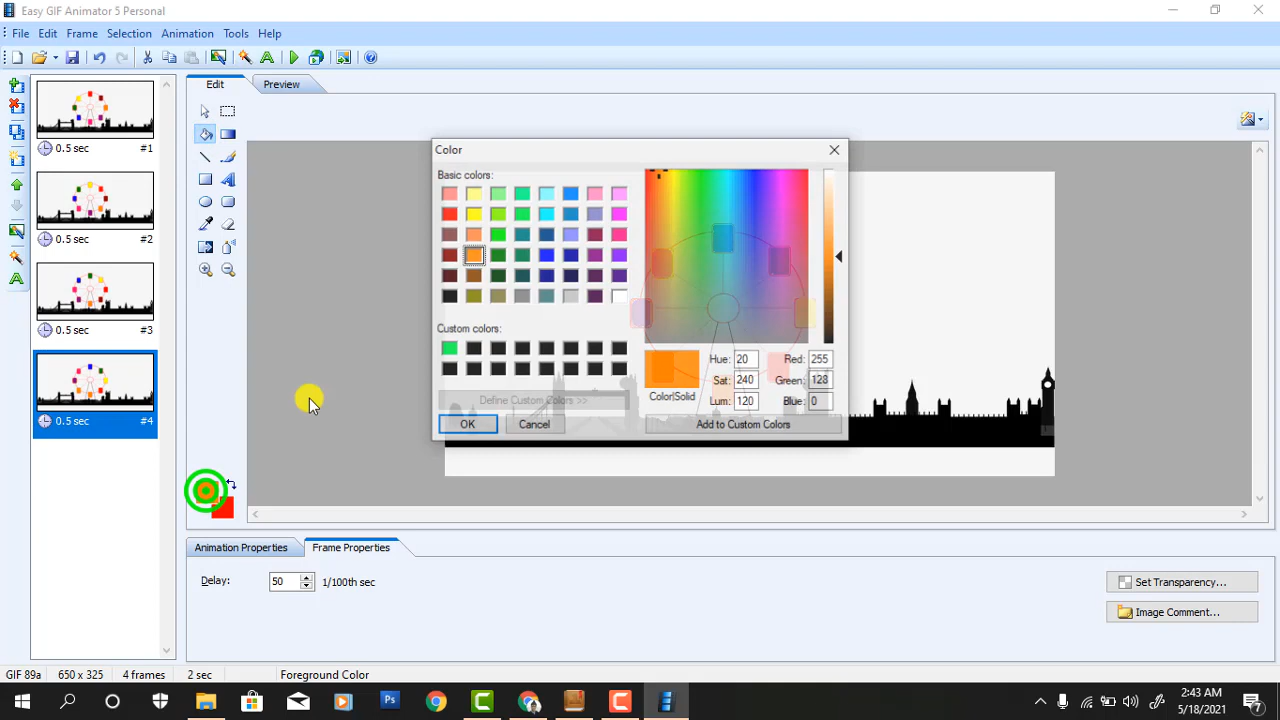 Easy GIF Animator 5 Personal
File Edit Frame Selection Animation Tools Help
Edit Preview
0.5 sec #1
0.5 sec #2
0.5 sec #3
0.5 sec #4
Color
Basic colors:
Custom colors:
Define Custom Colors >>
OK Cancel
Hue: 20 Red: 255
Sat: 240 Green: 128
Color|Solid Lum: 120 Blue: 0
Add to Custom Colors
Animation Properties Frame Properties
Delay: 50 1/100th sec
Set Transparency...
Image Comment...
GIF 89a 650 x 325 4 frames 2 sec Foreground Color
Ps
2:43 AM
5/18/2021
7